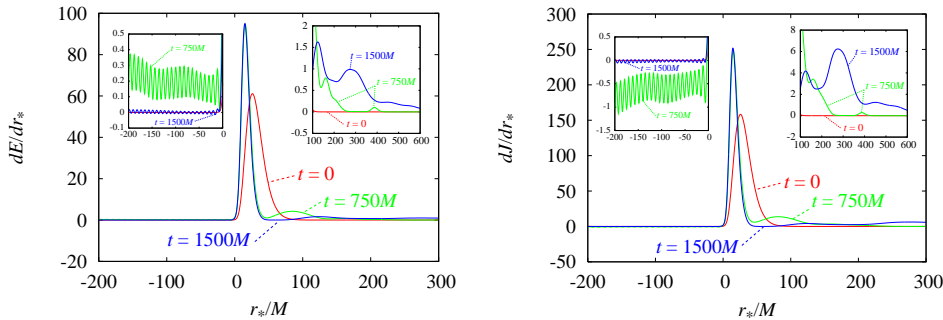 dE/dr*
100
80
60
40
20
0
-20
-200
-100
0
100
200
300
r*/M
t = 0
t = 750M
t = 1500M
0.5
0.4
0.3
0.2
0.1
0
-0.1
-200 -150 -100 -50 0
t = 750M
t = 1500M
2
1.5
1
0.5
0
-0.5
100 200 300 400 500 600
t = 1500M
t = 750M
t = 0
dJ/dr*
300
250
200
150
100
50
0
-50
-200
-100
0
100
200
300
r*/M
t = 0
t = 750M
t = 1500M
0.5
0
-0.5
-1
-1.5
-200 -150 -100 -50 0
t = 1500M
t = 750M
8
6
4
2
0
-2
100 200 300 400 500 600
t = 1500M
t = 750M
t = 0